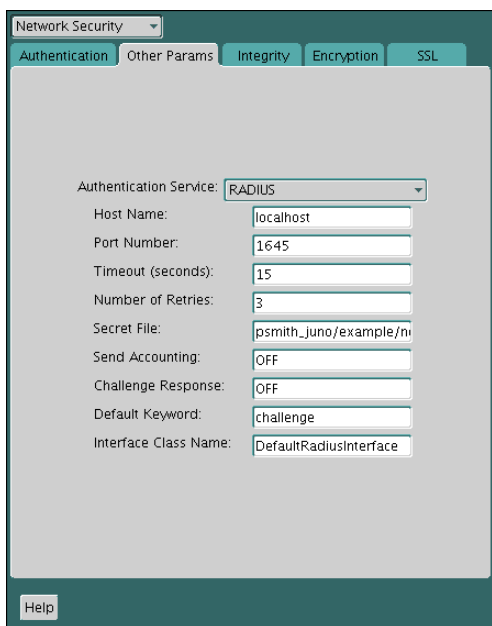 Network Security
Authentication Other Params Integrity Encryption SSL
Authentication Service: RADIUS
Host Name: localhost
Port Number: 1645
Timeout (seconds): 15
Number of Retries: 3
Secret File: psmith_juno/example/n
Send Accounting: OFF
Challenge Response: OFF
Default Keyword: challenge
Interface Class Name: DefaultRadiusInterface
Help